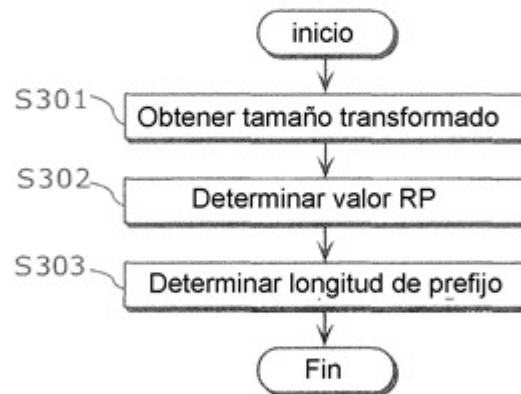 inicio
S301
Obtener tamaño transformado
S302
Determinar valor RP
S303
Determinar longitud de prefijo
Fin